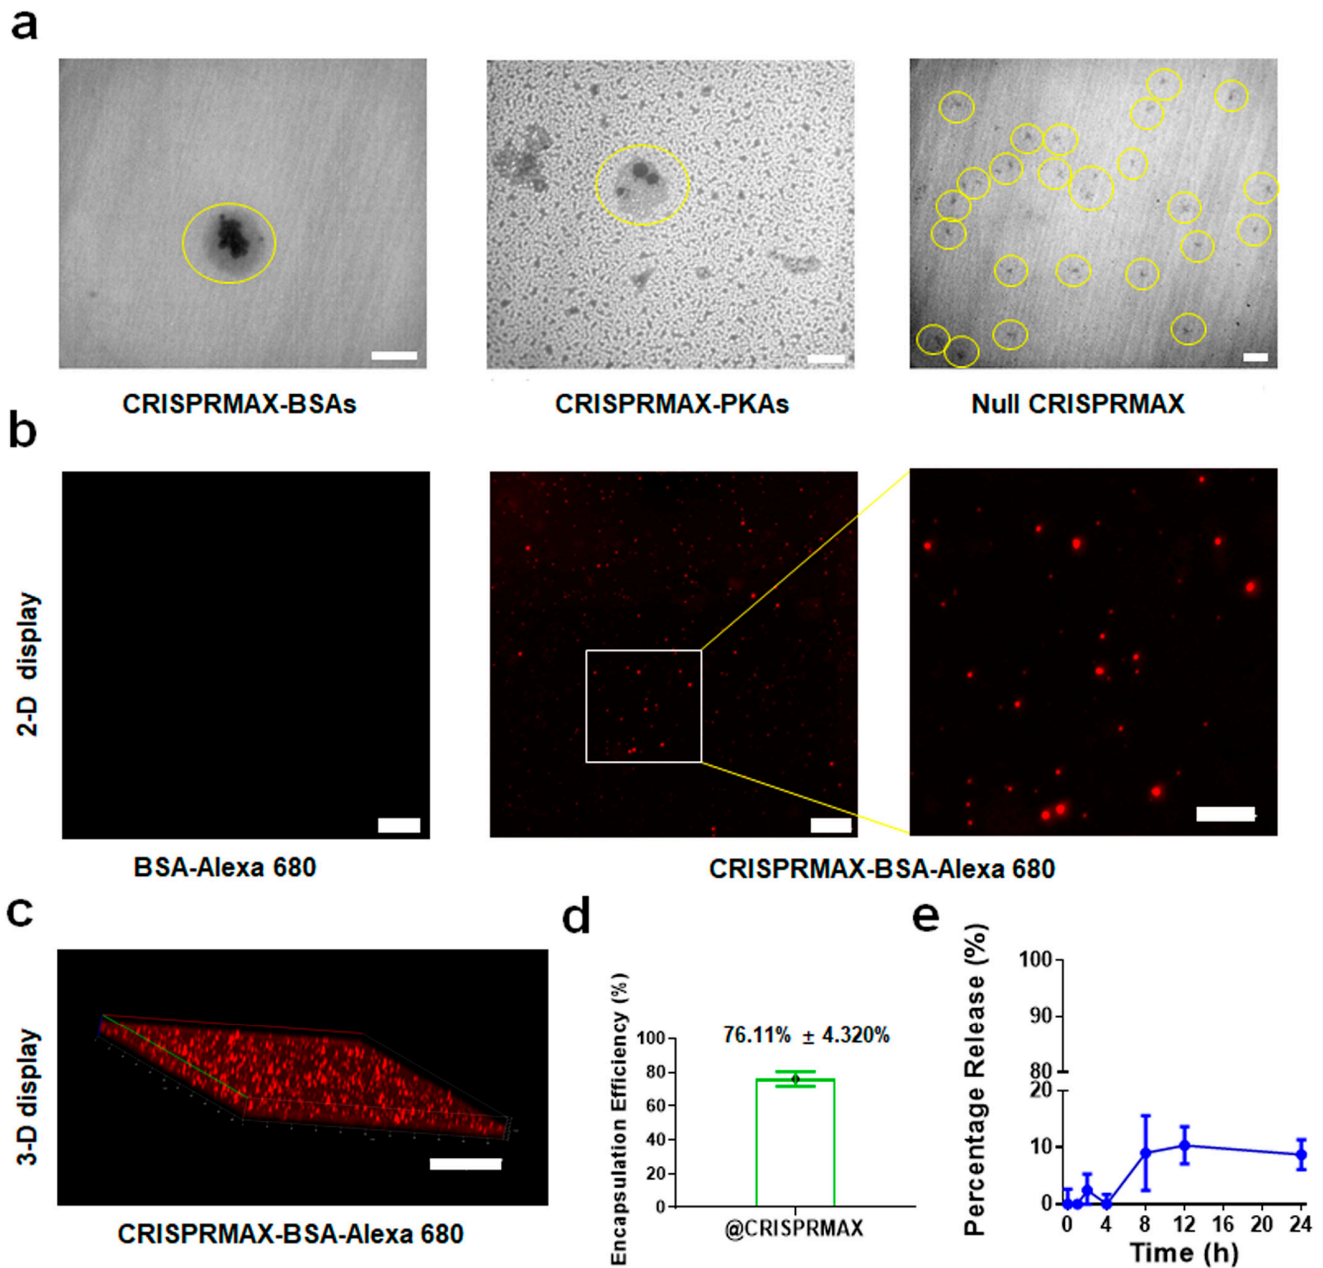 a
CRISPRMAX-BSAs
CRISPRMAX-PKAs
Null CRISPRMAX
b
2-D display
BSA-Alexa 680
CRISPRMAX-BSA-Alexa 680
c
3-D display
CRISPRMAX-BSA-Alexa 680
d
Encapsulation Efficiency (%)
76.11% ± 4.320%
100
80
60
40
20
0
@CRISPRMAX
e
Percentage Release (%)
100
90
80
20
10
0
0 4 8 12 16 20 24
Time (h)